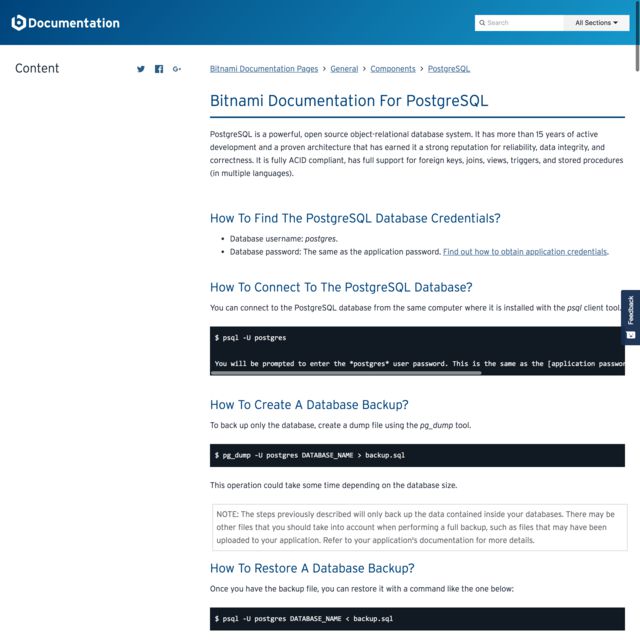 Documentation
Search
All Sections
Content
Bitnami Documentation Pages > General > Components > PostgreSQL
Bitnami Documentation For PostgreSQL
PostgreSQL is a powerful, open source object-relational database system. It has more than 15 years of active
development and a proven architecture that has earned it a strong reputation for reliability, data integrity, and
correctness. It is fully ACID compliant, has full support for foreign keys, joins, views, triggers, and stored procedures
(in multiple languages).
How To Find The PostgreSQL Database Credentials?
• Database username: postgres.
• Database password: The same as the application password. Find out how to obtain application credentials.
How To Connect To The PostgreSQL Database?
You can connect to the PostgreSQL database from the same computer where it is installed with the psql client tool.
Feedback
$ psql -U postgres
You will be prompted to enter the *postgres* user password. This is the same as the [application passwor
How To Create A Database Backup?
To back up only the database, create a dump file using the pg_dump tool.
$ pg_dump -U postgres DATABASE_NAME > backup.sql
This operation could take some time depending on the database size.
NOTE: The steps previously described will only back up the data contained inside your databases. There may be
other files that you should take into account when performing a full backup, such as files that may have been
uploaded to your application. Refer to your application's documentation for more details.
How To Restore A Database Backup?
Once you have the backup file, you can restore it with a command like the one below:
$ psql -U postgres DATABASE_NAME < backup.sql